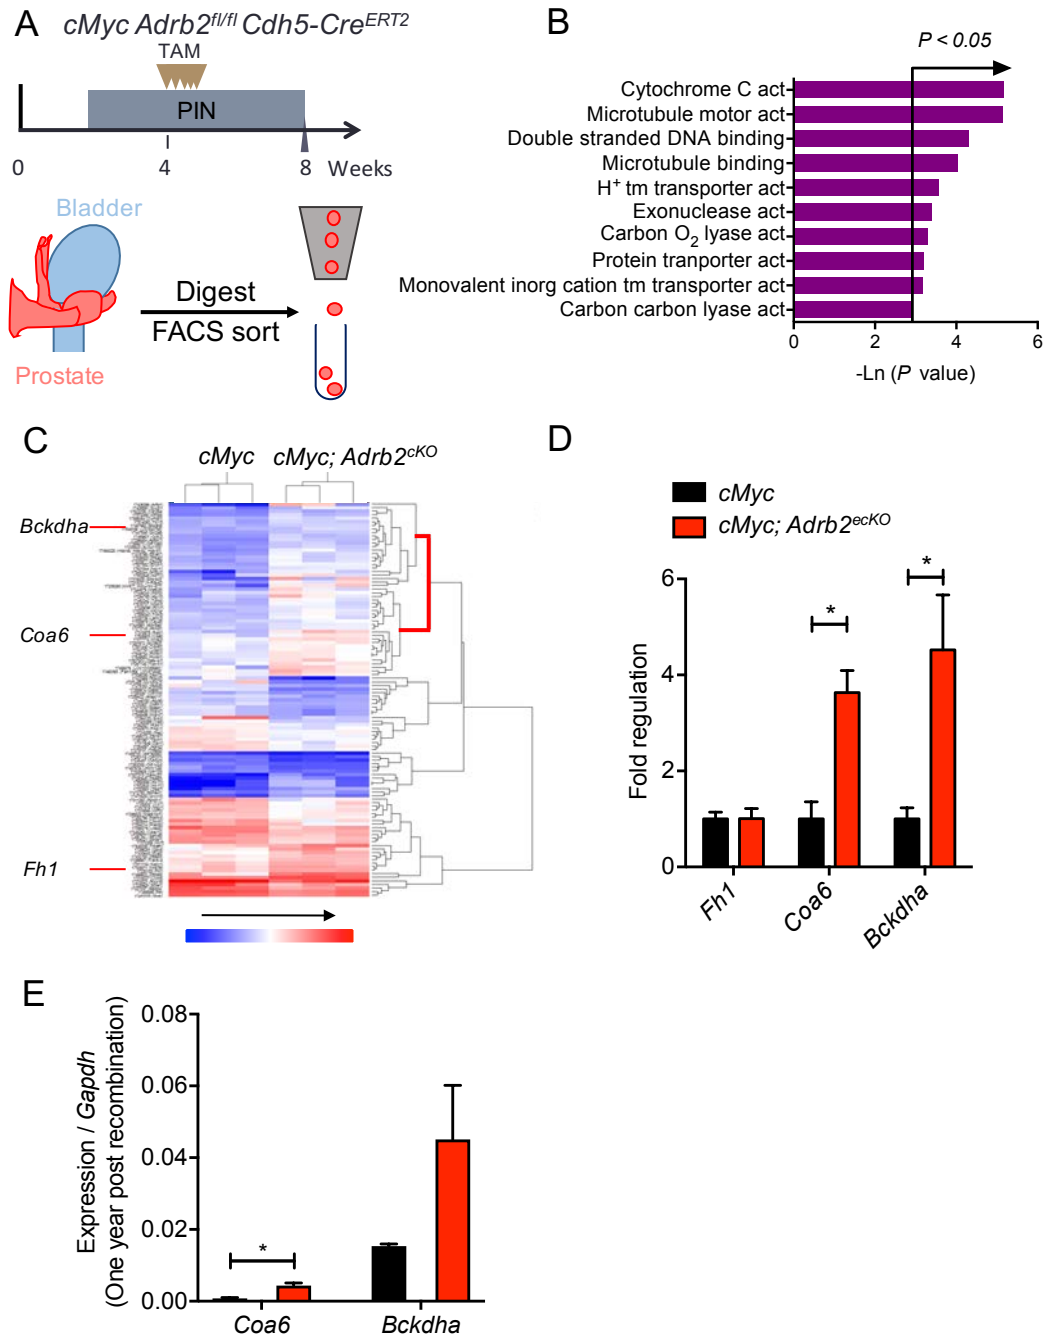 A
cMyc Adrb2fl/fl Cdh5-CreERT2
TAM
PIN
0 4 8 Weeks
Bladder
Prostate
Digest
FACS sort
B
P < 0.05
Cytochrome C act
Microtubule motor act
Double stranded DNA binding
Microtubule binding
H+ tm transporter act
Exonuclease act
Carbon O2 lyase act
Protein tranporter act
Monovalent inorg cation tm transporter act
Carbon carbon lyase act
0 2 4 6
-Ln (P value)
C
cMyc cMyc; Adrb2cKO
Bckdha
Coa6
Fh1
D
cMyc
cMyc; Adrb2ecKO
* *
6
4
2
0
Fold regulation
Fh1 Coa6 Bckdha
E
Expression / Gapdh
(One year post recombination)
0.08
0.06
0.04
0.02
0.00
*
Coa6 Bckdha